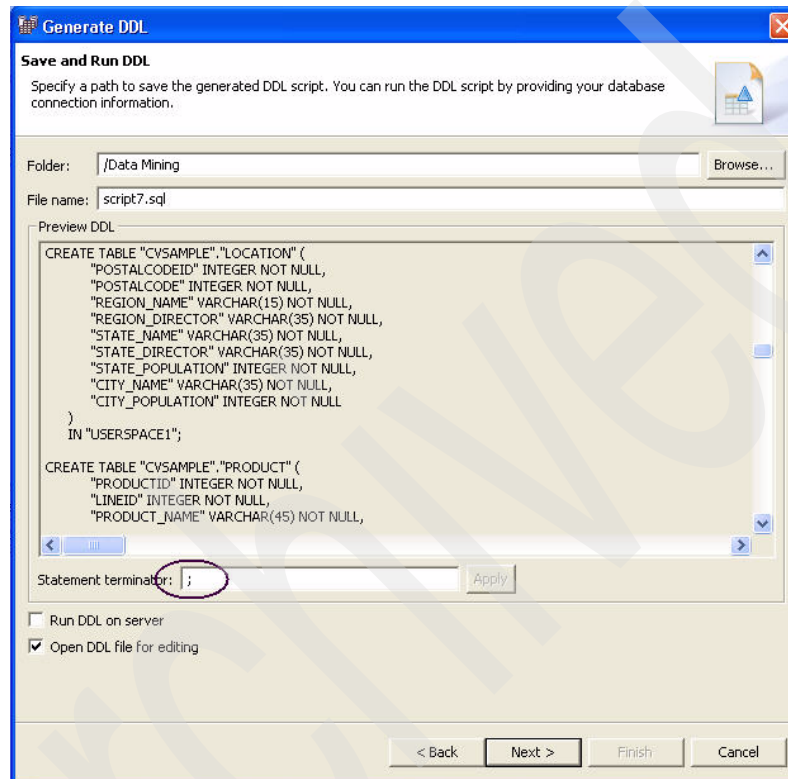 Generate DDL
Save and Run DDL
Specify a path to save the generated DDL script. You can run the DDL script by providing your database
connection information.
Folder: /Data Mining Browse...
File name: script7.sql
Preview DDL
CREATE TABLE "CVSAMPLE"."LOCATION" (
"POSTALCODEID" INTEGER NOT NULL,
"POSTALCODE" INTEGER NOT NULL,
"REGION_NAME" VARCHAR(15) NOT NULL,
"REGION_DIRECTOR" VARCHAR(35) NOT NULL,
"STATE_NAME" VARCHAR(35) NOT NULL,
"STATE_DIRECTOR" VARCHAR(35) NOT NULL,
"STATE_POPULATION" INTEGER NOT NULL,
"CITY_NAME" VARCHAR(35) NOT NULL,
"CITY_POPULATION" INTEGER NOT NULL
)
IN "USERSPACE1";
CREATE TABLE "CVSAMPLE"."PRODUCT" (
"PRODUCTID" INTEGER NOT NULL,
"LINEID" INTEGER NOT NULL,
"PRODUCT_NAME" VARCHAR(45) NOT NULL,
Statement terminator: ; Apply
Run DDL on server
Open DDL file for editing
< Back Next > Finish Cancel